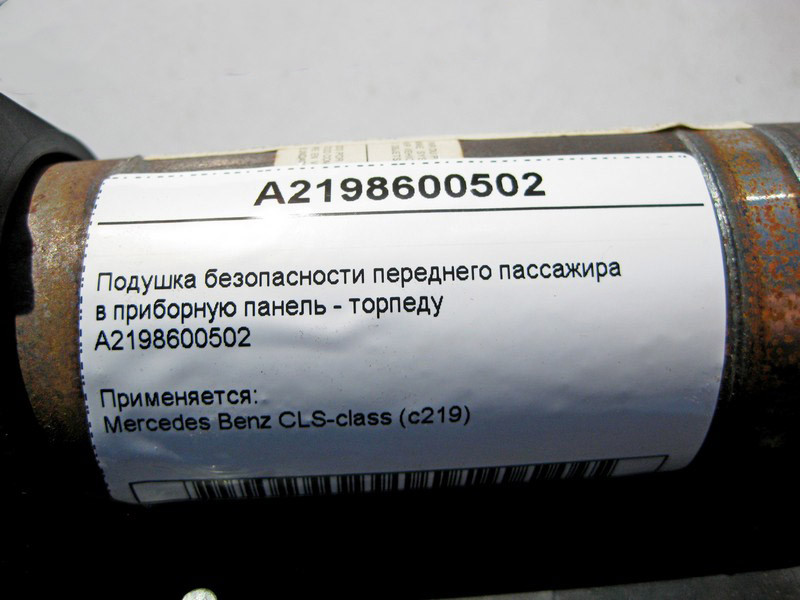 A2198600502
Подушка безопасности переднего пассажира
в приборную панель - торпеду
A2198600502
Применяется:
Mercedes Benz CLS-class (c219)